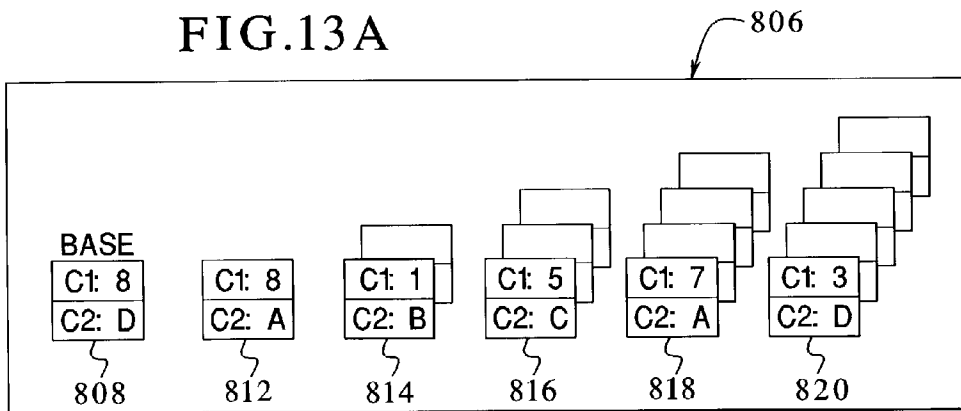 FIG.13A
806
BASE
C1: 8 C1: 8 C1: 1 C1: 5 C1: 7 C1: 3
C2: D C2: A C2: B C2: C C2: A C2: D
808 812 814 816 818 820